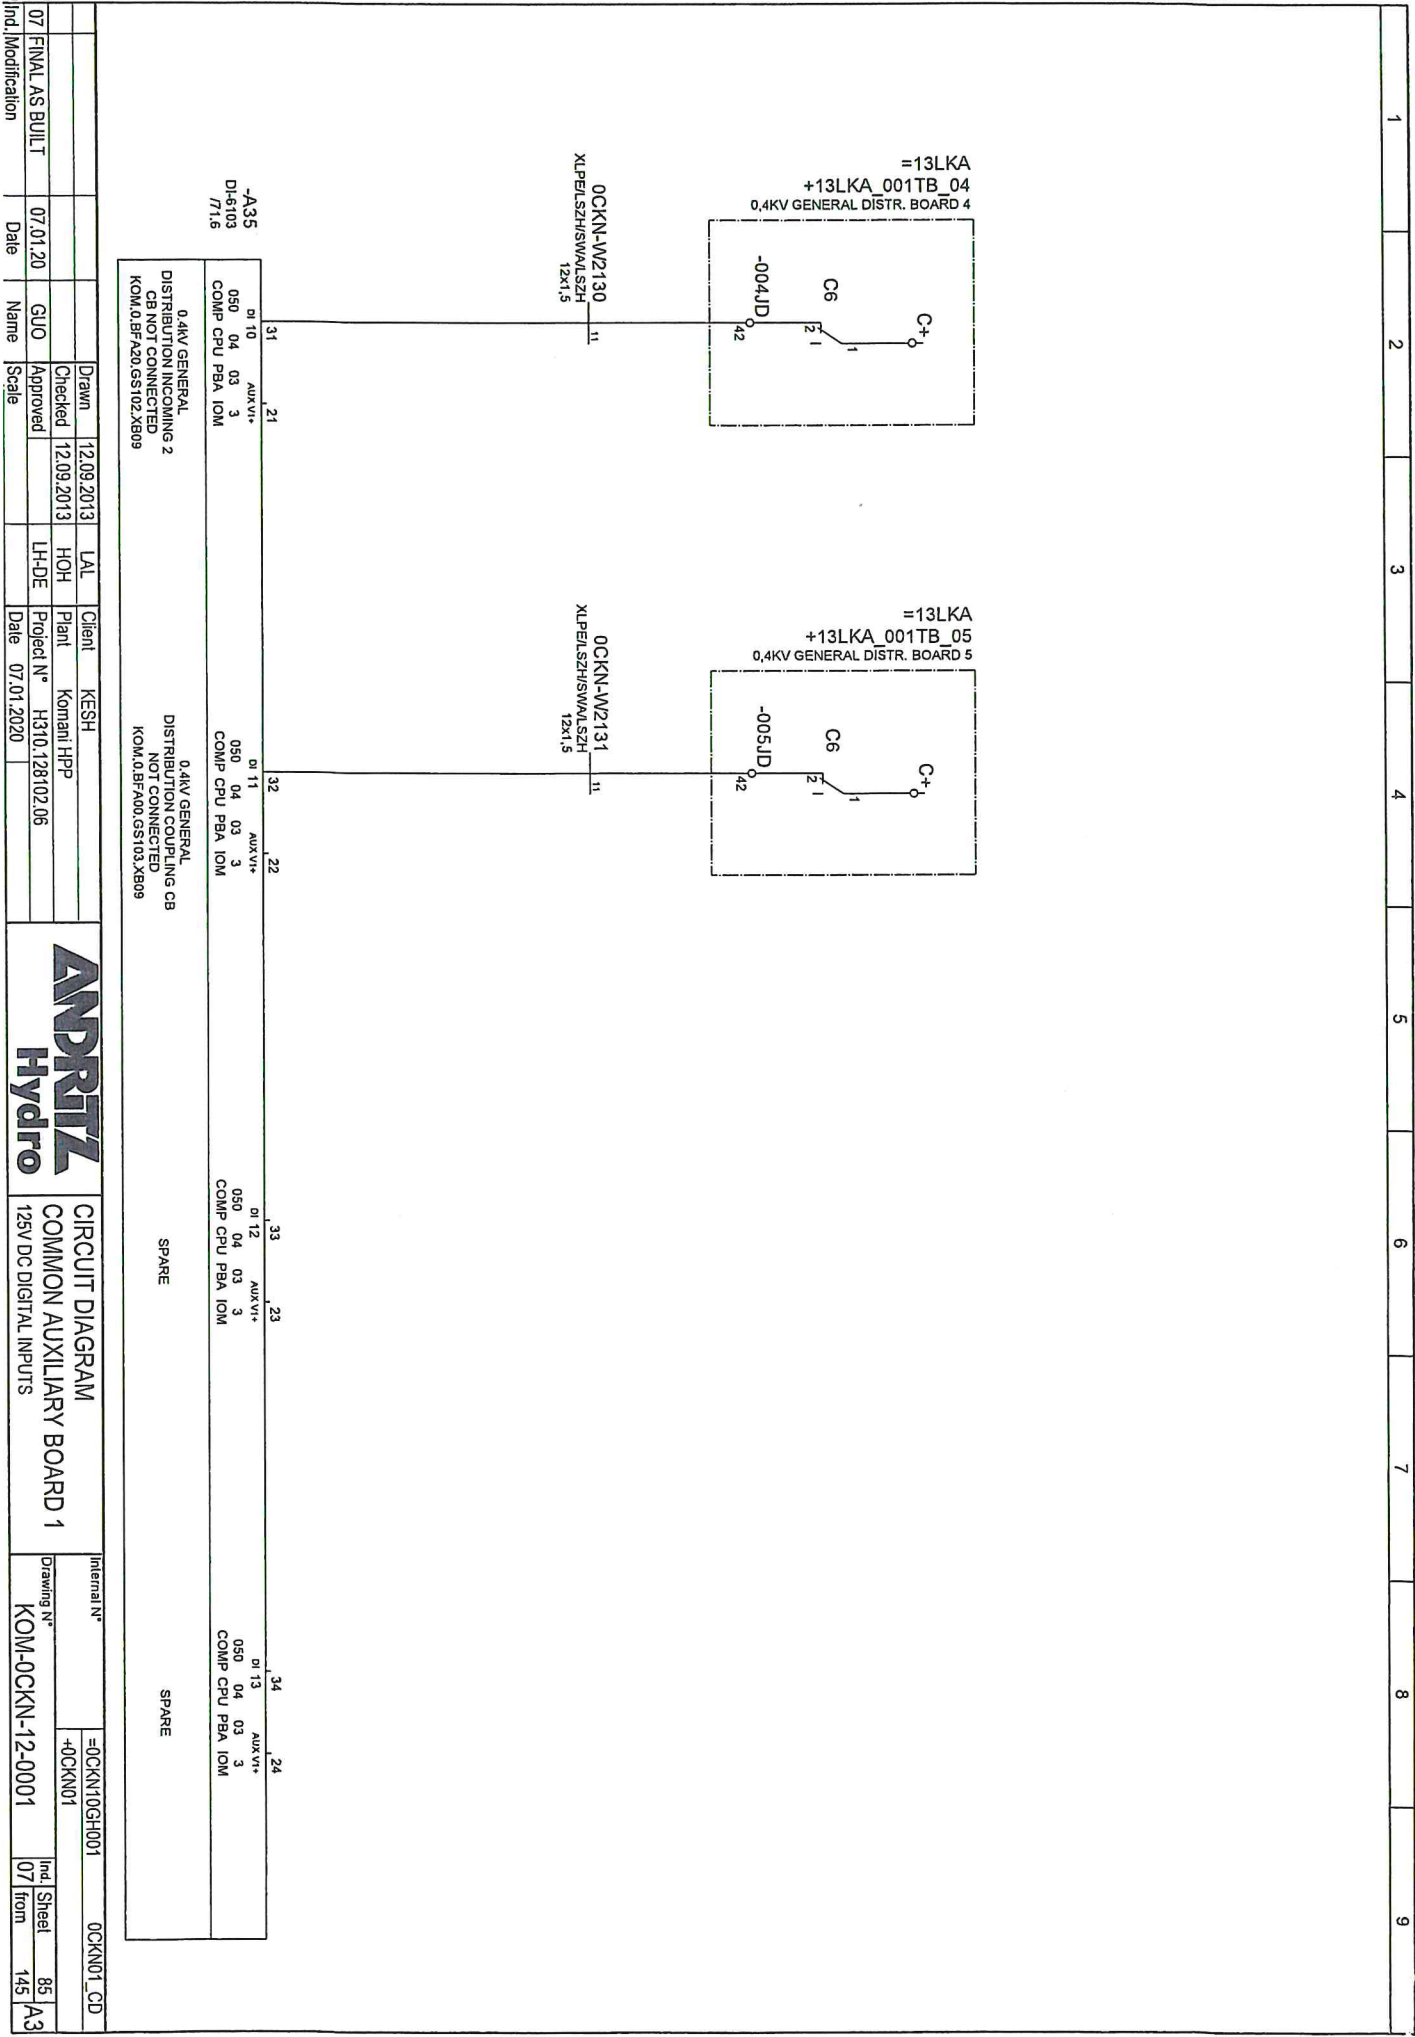 1
2
3
4
5
6
7
8
9
=13LKA
+13LKA_001TB_04
0,4KV GENERAL DISTR. BOARD 4
C+
C6
1
2
-004JD
42
0CKN-W2130
XLPE/LSZH/SWA/LSZH
12x1,5
11
=13LKA
+13LKA_001TB_05
0,4KV GENERAL DISTR. BOARD 5
C+
C6
1
2
-005JD
42
0CKN-W2131
XLPE/LSZH/SWA/LSZH
12x1,5
11
-A35
DI-6103
/71.6
31 21
DI 10 AUXV1+
050 04 03 3
COMP CPU PBA IOM
0.4kV GENERAL
DISTRIBUTION INCOMING 2
CB NOT CONNECTED
KOM.0.BFA20.GS102.XB09
32 22
DI 11 AUXV1+
050 04 03 3
COMP CPU PBA IOM
0.4kV GENERAL
DISTRIBUTION COUPLING CB
NOT CONNECTED
KOM.0.BFA00.GS103.XB09
33 23
DI 12 AUXV1+
050 04 03 3
COMP CPU PBA IOM
SPARE
34 24
DI 13 AUXV1+
050 04 03 3
COMP CPU PBA IOM
SPARE
07 FINAL AS BUILT 07.01.20 GUO
Ind. Modification Date Name
Drawn 12.09.2013 LAL
Checked 12.09.2013 HOH
Approved LH-DE
Scale
Client KESH
Plant Komani HPP
Project N° H310.128102.06
Date 07.01.2020
ANDRITZ
Hydro
CIRCUIT DIAGRAM
COMMON AUXILIARY BOARD 1
125V DC DIGITAL INPUTS
Internal N°
=0CKN10GH001 0CKN01_CD
+0CKN01
Drawing N°
KOM-0CKN-12-0001
Ind.
07
Sheet 85
from 145
A3